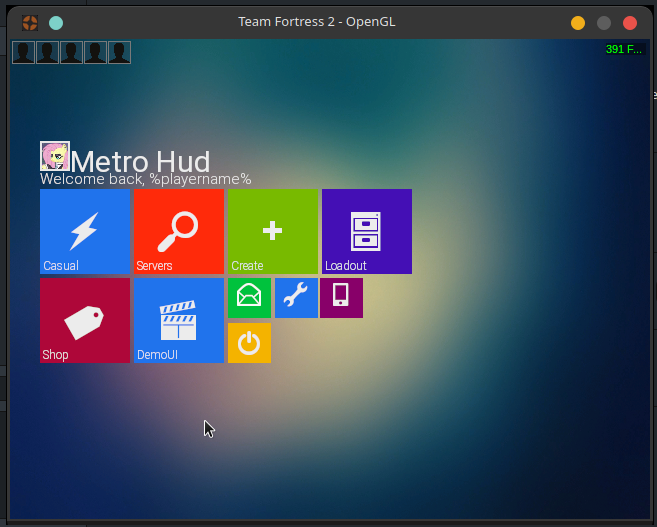 Team Fortress 2 - OpenGL
391 F...
Metro Hud
Welcome back, %playername%
Casual
Servers
Create
Loadout
Shop
DemoUI